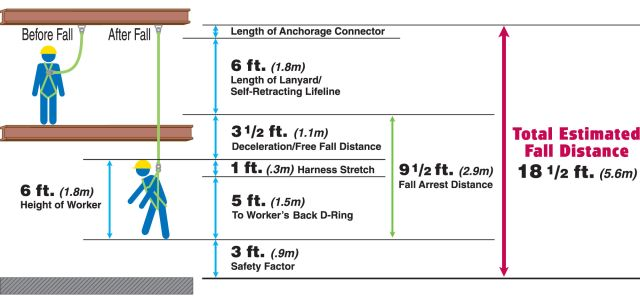 Before Fall
After Fall
Length of Anchorage Connector
6 ft. (1.8m)
Length of Lanyard/
Self-Retracting Lifeline
3 1/2 ft. (1.1m)
Deceleration/Free Fall Distance
1 ft. (.3m) Harness Stretch
5 ft. (1.5m)
To Worker's Back D-Ring
3 ft. (.9m)
Safety Factor
6 ft. (1.8m)
Height of Worker
9 1/2 ft. (2.9m)
Fall Arrest Distance
Total Estimated
Fall Distance
18 1/2 ft. (5.6m)